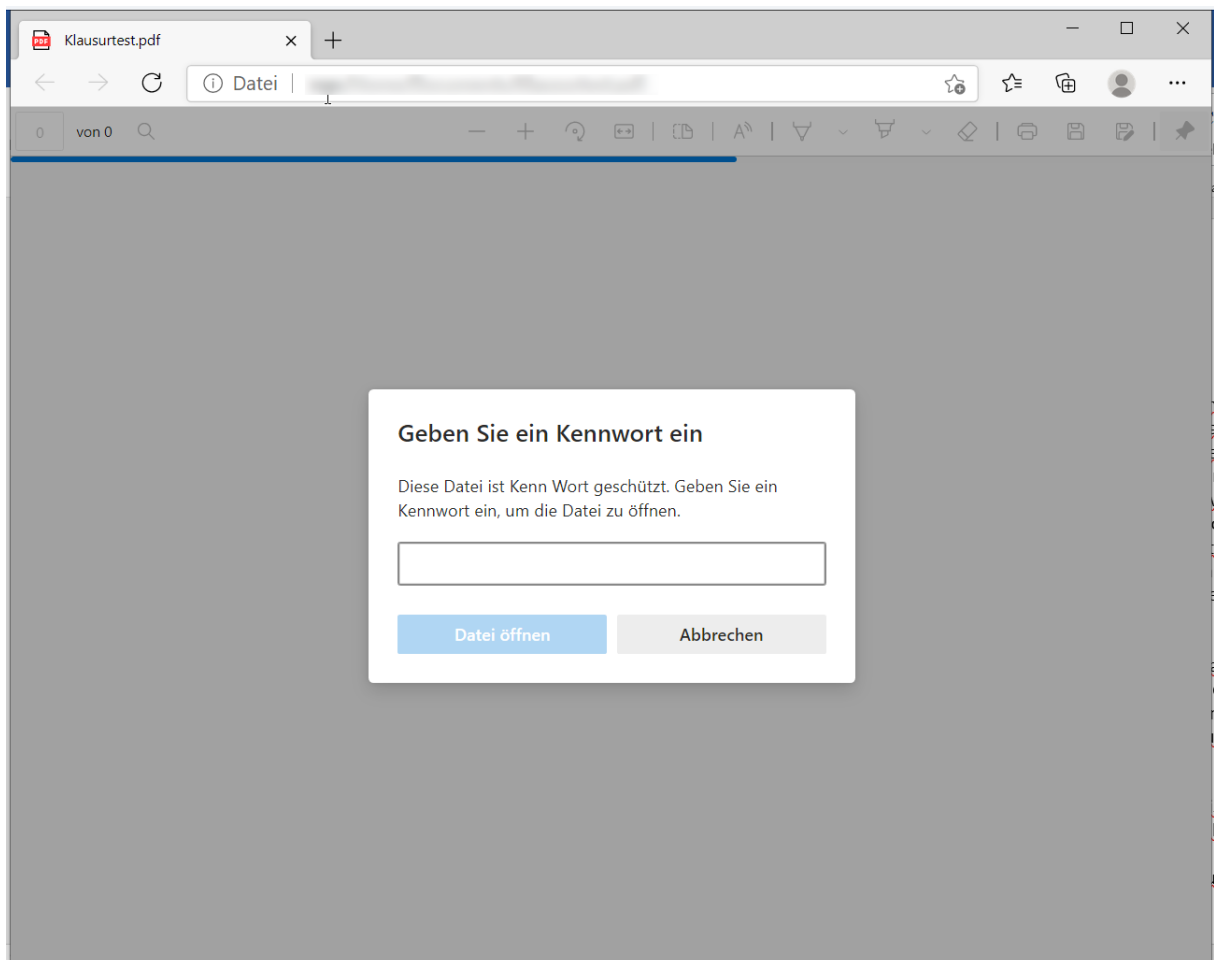 Klausurtest.pdf
Datei
0 von 0
Geben Sie ein Kennwort ein
Diese Datei ist Kenn Wort geschützt. Geben Sie ein
Kennwort ein, um die Datei zu öffnen.
Datei öffnen Abbrechen